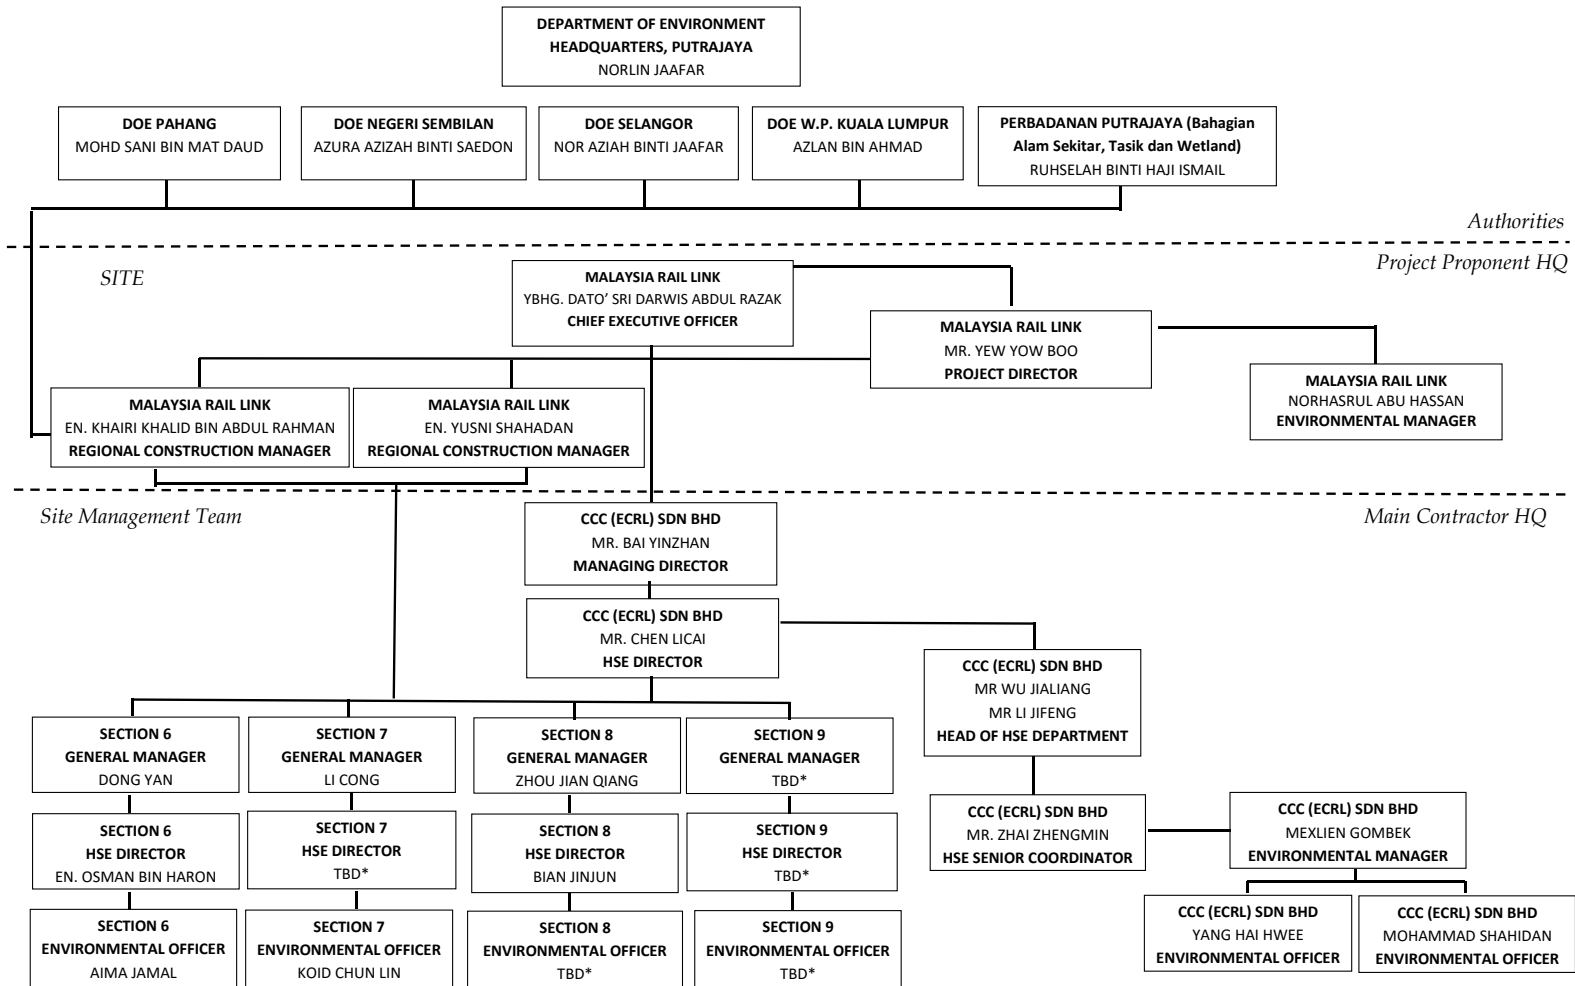 DEPARTMENT OF ENVIRONMENT
HEADQUARTERS, PUTRAJAYA
NORLIN JAAFAR
DOE PAHANG
MOHD SANI BIN MAT DAUD
DOE NEGERI SEMBILAN
AZURA AZIZAH BINTI SAEDON
DOE SELANGOR
NOR AZIAH BINTI JAAFAR
DOE W.P. KUALA LUMPUR
AZLAN BIN AHMAD
PERBADANAN PUTRAJAYA (Bahagian
Alam Sekitar, Tasik dan Wetland)
RUHSELAH BINTI HAJI ISMAIL
Authorities
SITE
Project Proponent HQ
MALAYSIA RAIL LINK
YBHG. DATO’ SRI DARWIS ABDUL RAZAK
CHIEF EXECUTIVE OFFICER
MALAYSIA RAIL LINK
MR. YEW YOW BOO
PROJECT DIRECTOR
MALAYSIA RAIL LINK
NORHASRUL ABU HASSAN
ENVIRONMENTAL MANAGER
MALAYSIA RAIL LINK
EN. KHAIRI KHALID BIN ABDUL RAHMAN
REGIONAL CONSTRUCTION MANAGER
MALAYSIA RAIL LINK
EN. YUSNI SHAHADAN
REGIONAL CONSTRUCTION MANAGER
Site Management Team
Main Contractor HQ
CCC (ECRL) SDN BHD
MR. BAI YINZHAN
MANAGING DIRECTOR
CCC (ECRL) SDN BHD
MR. CHEN LICAI
HSE DIRECTOR
CCC (ECRL) SDN BHD
MR WU JIALIANG
MR LI JIFENG
HEAD OF HSE DEPARTMENT
SECTION 6
GENERAL MANAGER
DONG YAN
SECTION 7
GENERAL MANAGER
LI CONG
SECTION 8
GENERAL MANAGER
ZHOU JIAN QIANG
SECTION 9
GENERAL MANAGER
TBD*
CCC (ECRL) SDN BHD
MR. ZHAI ZHENGMIN
HSE SENIOR COORDINATOR
CCC (ECRL) SDN BHD
MEXLIEN GOMBEK
ENVIRONMENTAL MANAGER
SECTION 6
HSE DIRECTOR
EN. OSMAN BIN HARON
SECTION 7
HSE DIRECTOR
TBD*
SECTION 8
HSE DIRECTOR
BIAN JINJUN
SECTION 9
HSE DIRECTOR
TBD*
SECTION 6
ENVIRONMENTAL OFFICER
AIMA JAMAL
SECTION 7
ENVIRONMENTAL OFFICER
KOID CHUN LIN
SECTION 8
ENVIRONMENTAL OFFICER
TBD*
SECTION 9
ENVIRONMENTAL OFFICER
TBD*
CCC (ECRL) SDN BHD
YANG HAI HWEE
ENVIRONMENTAL OFFICER
CCC (ECRL) SDN BHD
MOHAMMAD SHAHIDAN
ENVIRONMENTAL OFFICER